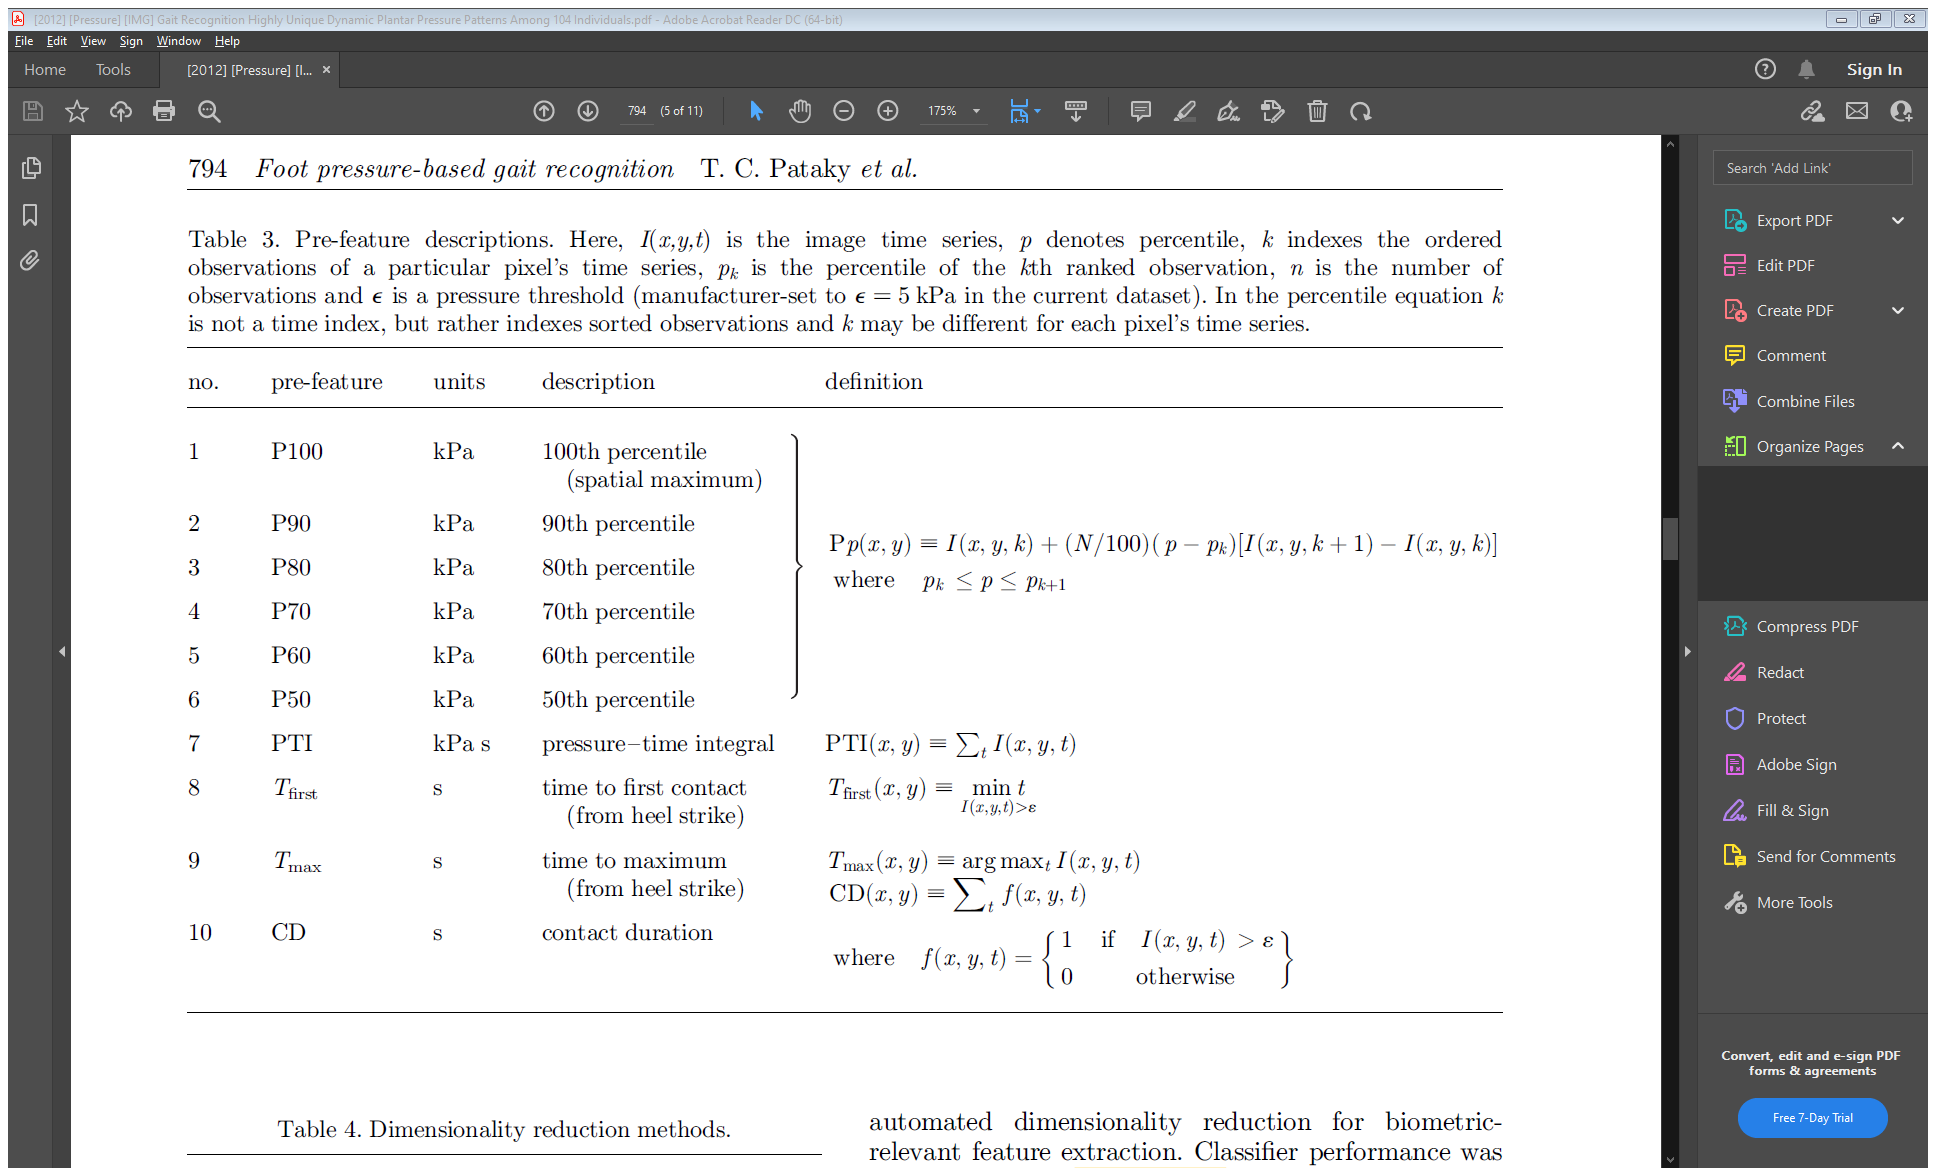 [2012] [Pressure] [IMG] Gait Recognition Highly Unique Dynamic Plantar Pressure Patterns Among 104 Individuals.pdf - Adobe Acrobat Reader DC (64-bit)
File Edit View Sign Window Help
Home Tools [2012] [Pressure] [I... × Sign In
794 (5 of 11) 175%
794 Foot pressure-based gait recognition T. C. Pataky et al.
Table 3. Pre-feature descriptions. Here, I(x,y,t) is the image time series, p denotes percentile, k indexes the ordered
observations of a particular pixel's time series, pₖ is the percentile of the kth ranked observation, n is the number of
observations and ϵ is a pressure threshold (manufacturer-set to ϵ = 5 kPa in the current dataset). In the percentile equation k
is not a time index, but rather indexes sorted observations and k may be different for each pixel's time series.
no. pre-feature units description definition
1 P100 kPa 100th percentile
(spatial maximum)
2 P90 kPa 90th percentile
Pp(x, y) ≡ I(x, y, k) + (N/100)( p − pₖ)[I(x, y, k + 1) − I(x, y, k)]
3 P80 kPa 80th percentile
where pₖ ≤ p ≤ pₖ₊₁
4 P70 kPa 70th percentile
5 P60 kPa 60th percentile
6 P50 kPa 50th percentile
7 PTI kPa s pressure–time integral PTI(x, y) ≡ ∑ₜ I(x, y, t)
8 Tfirst s time to first contact Tfirst(x, y) ≡ min t
(from heel strike) I(x,y,t)>ε
9 Tmax s time to maximum Tmax(x, y) ≡ arg maxₜ I(x, y, t)
(from heel strike) CD(x, y) ≡ ∑ₜ f(x, y, t)
10 CD s contact duration
where f(x, y, t) = { 1 if I(x, y, t) > ε }
0 otherwise
Table 4. Dimensionality reduction methods.
automated dimensionality reduction for biometric-
relevant feature extraction. Classifier performance was
Search 'Add Link'
Export PDF
Edit PDF
Create PDF
Comment
Combine Files
Organize Pages
Compress PDF
Redact
Protect
Adobe Sign
Fill & Sign
Send for Comments
More Tools
Convert, edit and e-sign PDF
forms & agreements
Free 7-Day Trial